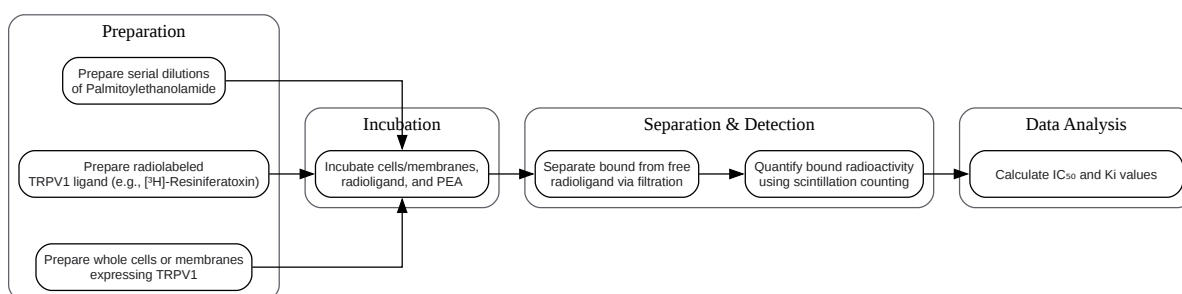 Preparation
Prepare serial dilutions
of Palmitoylethanolamide
Prepare radiolabeled
TRPV1 ligand (e.g., [³H]-Resiniferatoxin)
Prepare whole cells or membranes
expressing TRPV1
Incubation
Incubate cells/membranes,
radioligand, and PEA
Separation & Detection
Separate bound from free
radioligand via filtration
Quantify bound radioactivity
using scintillation counting
Data Analysis
Calculate IC₅₀ and Ki values